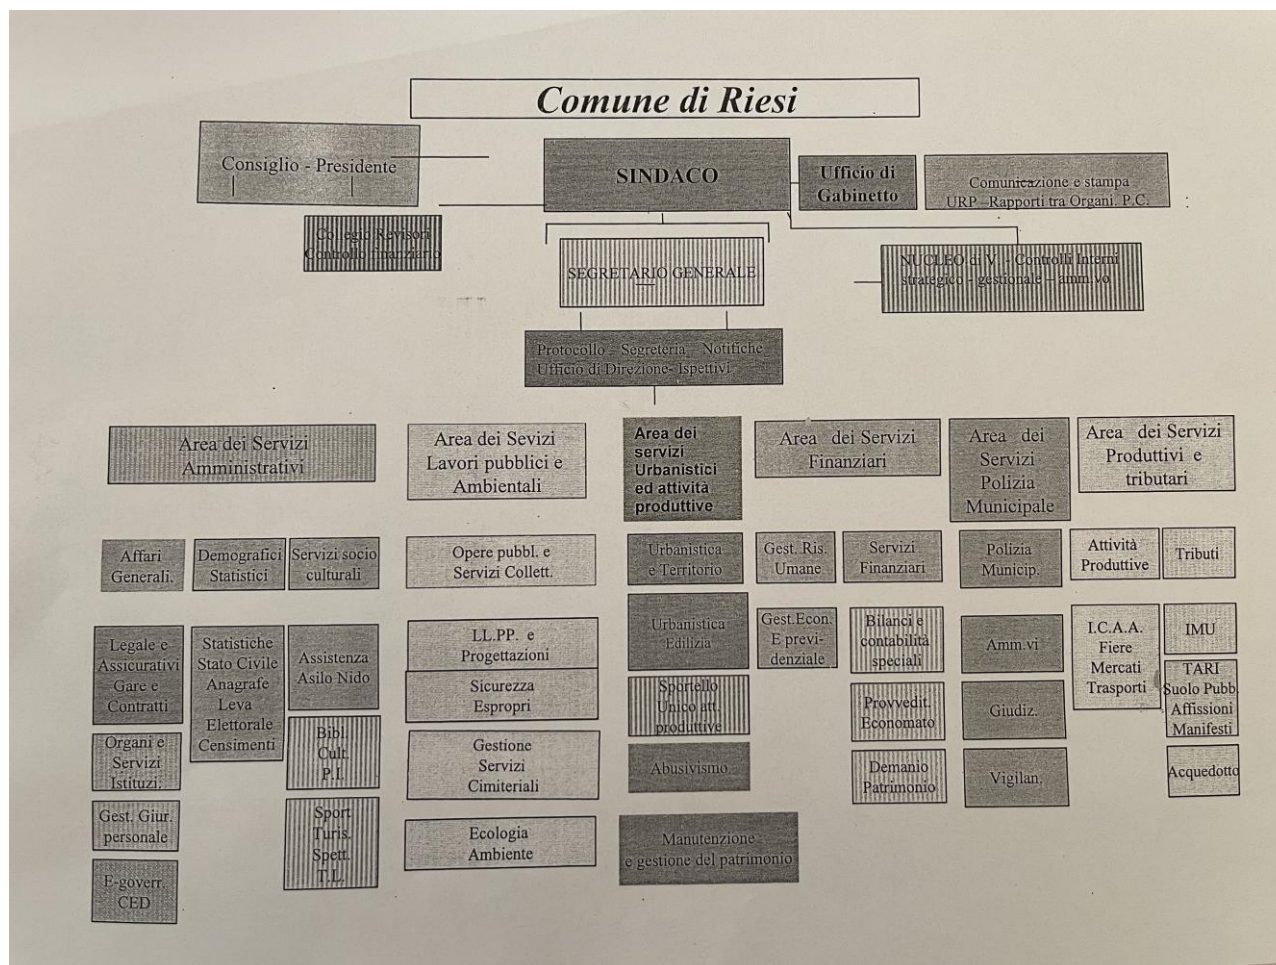 Comune di Riesi
Consiglio - Presidente
SINDACO
Ufficio di
Gabinetto
Comunicazione e stampa
URP –Rapporti tra Organi. P.C.
Collegio Revisori
Controllo finanziario
SEGRETARIO GENERALE
NUCLEO di V. - Controlli Interni
strategico - gestionale – amm.vo
Protocollo - Segreteria Notifiche
Ufficio di Direzione- Ispettivi
Area dei Servizi
Amministrativi
Area dei Sevizi
Lavori pubblici e
Ambientali
Area dei
servizi
Urbanistici
ed attività
produttive
Area dei Servizi
Finanziari
Area dei
Servizi
Polizia
Municipale
Area dei Servizi
Produttivi e
tributari
Affari
Generali.
Demografici
Statistici
Servizi socio
culturali
Opere pubbl. e
Servizi Collett.
Urbanistica
e Territorio
Gest. Ris.
Umane
Servizi
Finanziari
Polizia
Municip.
Attività
Produttive
Tributi
Legale e
Assicurativi
Gare e
Contratti
Statistiche
Stato Civile
Anagrafe
Leva
Elettorale
Censimenti
Assistenza
Asilo Nido
LL.PP. e
Progettazioni
Urbanistica
Edilizia
Gest.Econ.
E previ-
denziale
Bilanci e
contabilità
speciali
Amm.vi
I.C.A.A.
Fiere
Mercati
Trasporti
IMU
Sicurezza
Espropri
Sportello
Unico att.
produttive
Provvedit.
Economato
Giudiz.
TARI
Suolo Pubb.
Affissioni
Manifesti
Organi e
Servizi
Istituzi.
Bibl.
Cult.
P.I.
Gestione
Servizi
Cimiteriali
Abusivismo
Demanio
Patrimonio
Vigilan.
Acquedotto
Gest. Giur.
personale
Sport
Turis.
Spett.
T.L.
Ecologia
Ambiente
Manutenzione
e gestione del patrimonio
E-goverr.
CED